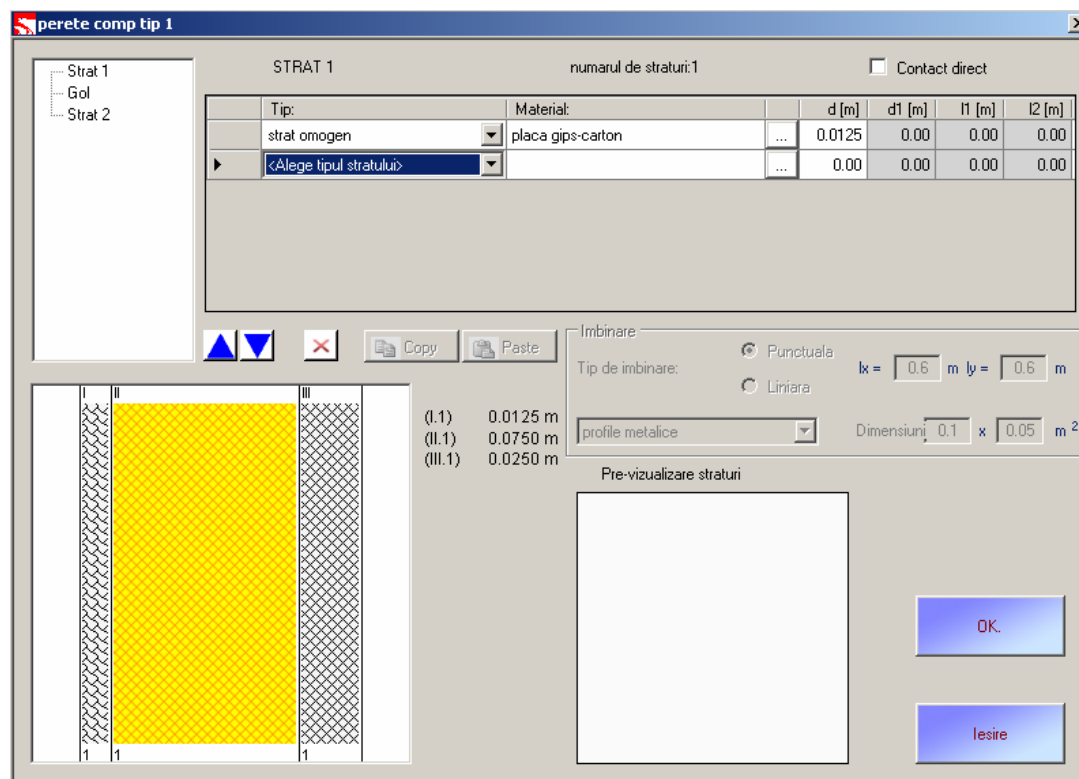 perete comp tip 1
Strat 1
Gol
Strat 2
STRAT 1
numarul de straturi:1
Contact direct
Tip: Material: d [m] d1 [m] l1 [m] l2 [m]
strat omogen placa gips-carton ... 0.0125 0.00 0.00 0.00
<Alege tipul stratului> ... 0.00 0.00 0.00 0.00
Copy
Paste
Imbinare
Tip de imbinare:
Punctuala
Liniara
lx = 0.6 m ly = 0.6 m
profile metalice
Dimensiuni 0.1 x 0.05 m 2
I II III
1 1 1
(I.1) 0.0125 m
(II.1) 0.0750 m
(III.1) 0.0250 m
Pre-vizualizare straturi
OK.
Iesire